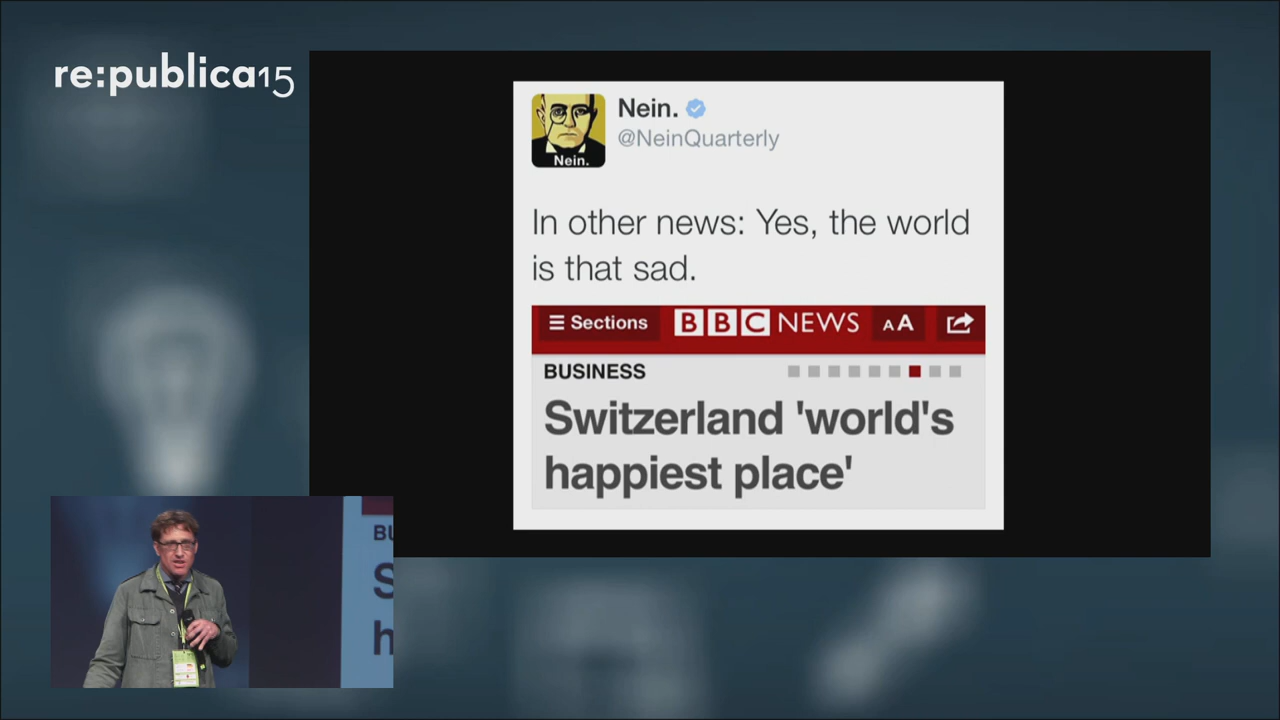 re:publica15
Nein.
@NeinQuarterly
Nein.
In other news: Yes, the world
is that sad.
Sections
BBC NEWS
AA
BUSINESS
Switzerland 'world's
happiest place'
BU
S
h